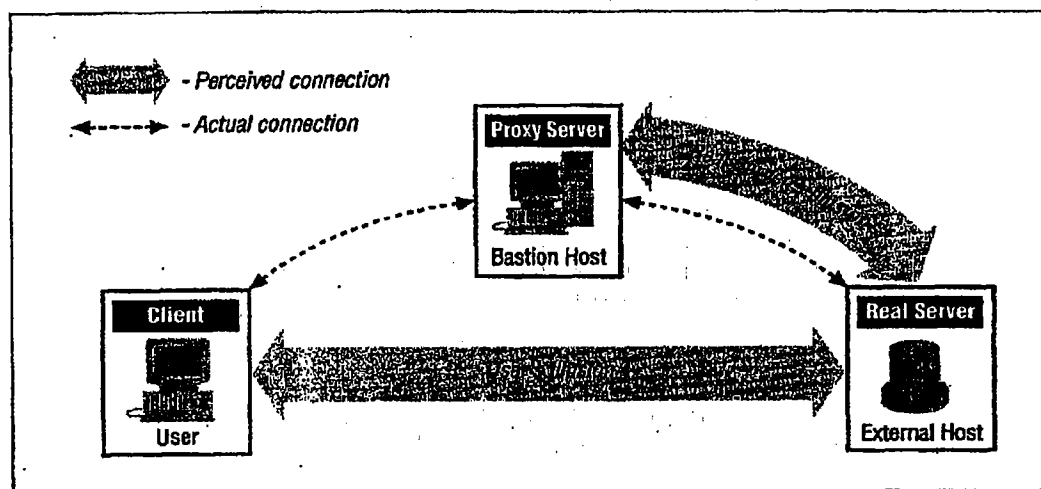 - Perceived connection
- Actual connection
Proxy Server
Bastion Host
Client
User
Real Server
External Host